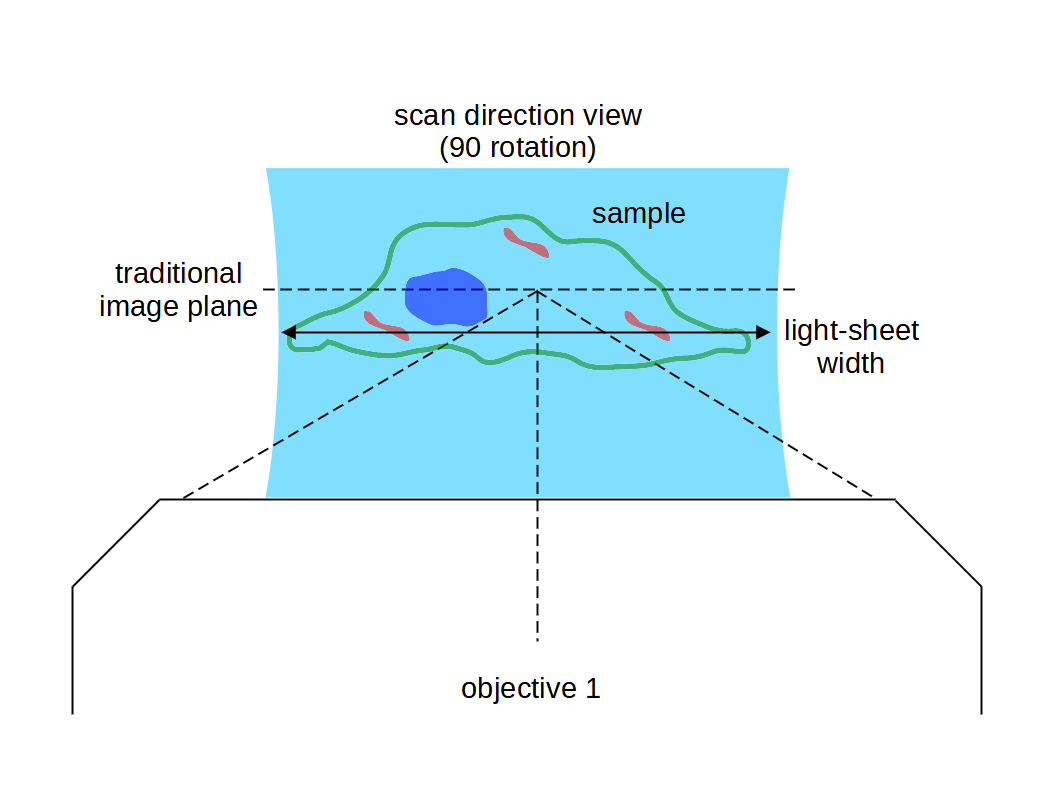 scan direction view
(90 rotation)
sample
traditional
image plane
light-sheet
width
objective 1